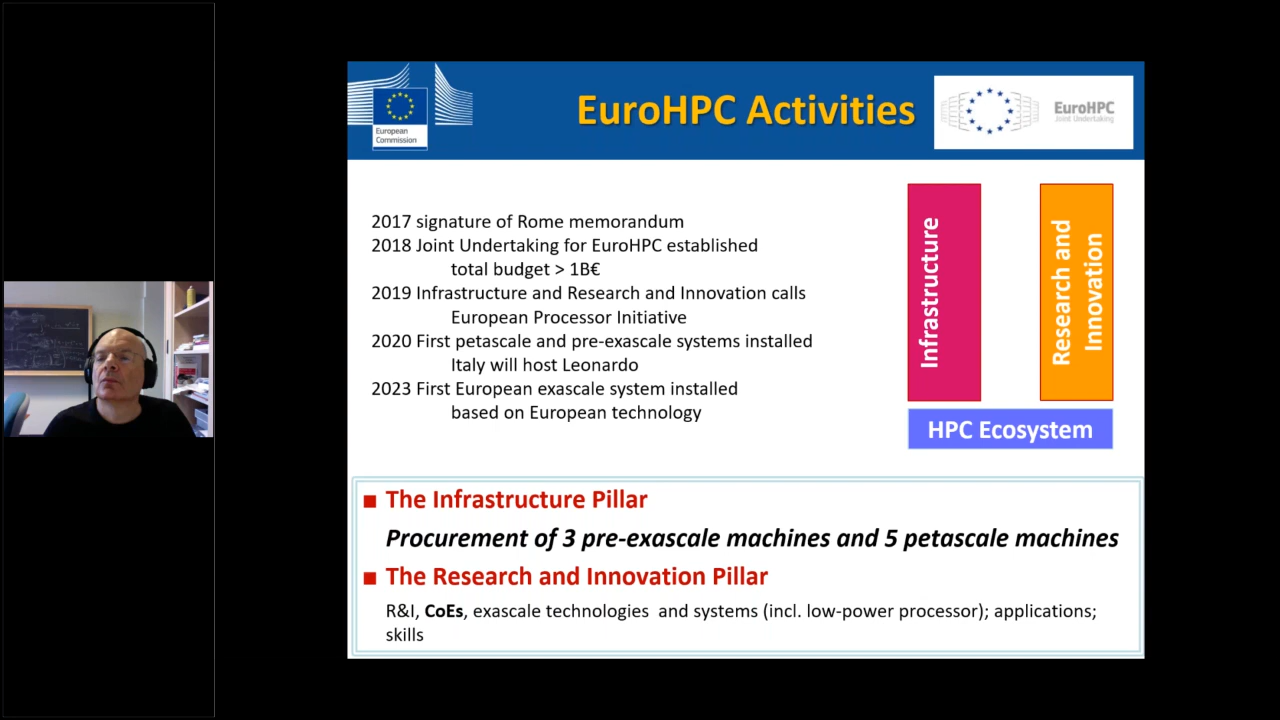 European
Commission
EuroHPC Activities
EuroHPC
Joint Undertaking
2017 signature of Rome memorandum
2018 Joint Undertaking for EuroHPC established
total budget > 1B€
2019 Infrastructure and Research and Innovation calls
European Processor Initiative
2020 First petascale and pre-exascale systems installed
Italy will host Leonardo
2023 First European exascale system installed
based on European technology
Infrastructure
Research and
Innovation
HPC Ecosystem
■ The Infrastructure Pillar
Procurement of 3 pre-exascale machines and 5 petascale machines
■ The Research and Innovation Pillar
R&I, CoEs, exascale technologies and systems (incl. low-power processor); applications;
skills